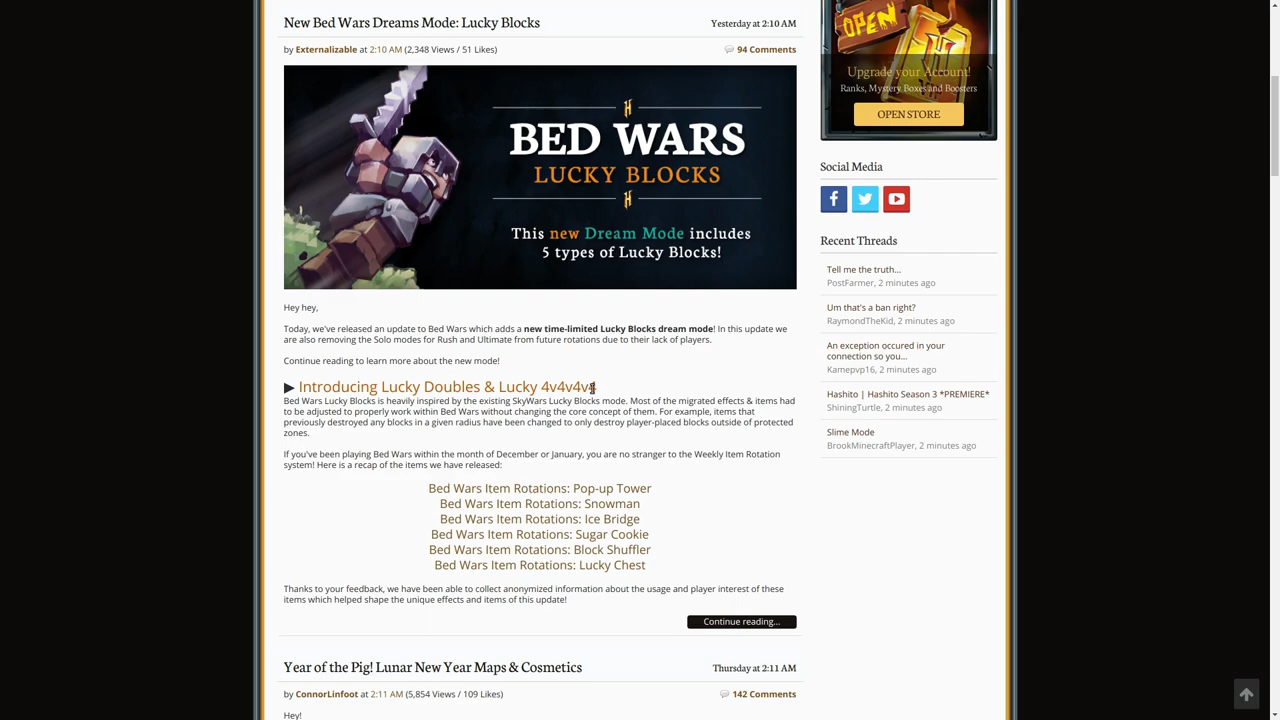 New Bed Wars Dreams Mode: Lucky Blocks
Yesterday at 2:10 AM
by Externalizable at 2:10 AM (2,348 Views / 51 Likes)
94 Comments
BED WARS
LUCKY BLOCKS
This new Dream Mode includes
5 types of Lucky Blocks!
Hey hey,
Today, we've released an update to Bed Wars which adds a new time-limited Lucky Blocks dream mode! In this update we
are also removing the Solo modes for Rush and Ultimate from future rotations due to their lack of players.
Continue reading to learn more about the new mode!
▶ Introducing Lucky Doubles & Lucky 4v4v4v4
Bed Wars Lucky Blocks is heavily inspired by the existing SkyWars Lucky Blocks mode. Most of the migrated effects & items had
to be adjusted to properly work within Bed Wars without changing the core concept of them. For example, items that
previously destroyed any blocks in a given radius have been changed to only destroy player-placed blocks outside of protected
zones.
If you've been playing Bed Wars within the month of December or January, you are no stranger to the Weekly Item Rotation
system! Here is a recap of the items we have released:
Bed Wars Item Rotations: Pop-up Tower
Bed Wars Item Rotations: Snowman
Bed Wars Item Rotations: Ice Bridge
Bed Wars Item Rotations: Sugar Cookie
Bed Wars Item Rotations: Block Shuffler
Bed Wars Item Rotations: Lucky Chest
Thanks to your feedback, we have been able to collect anonymized information about the usage and player interest of these
items which helped shape the unique effects and items of this update!
Continue reading...
Year of the Pig! Lunar New Year Maps & Cosmetics
Thursday at 2:11 AM
by ConnorLinfoot at 2:11 AM (5,854 Views / 109 Likes)
142 Comments
Hey!
OPEN
Upgrade your Account!
Ranks, Mystery Boxes and Boosters
OPEN STORE
Social Media
Recent Threads
Tell me the truth...
PostFarmer, 2 minutes ago
Um that's a ban right?
RaymondTheKid, 2 minutes ago
An exception occured in your
connection so you...
Kamepvp16, 2 minutes ago
Hashito | Hashito Season 3 *PREMIERE*
ShiningTurtle, 2 minutes ago
Slime Mode
BrookMinecraftPlayer, 2 minutes ago